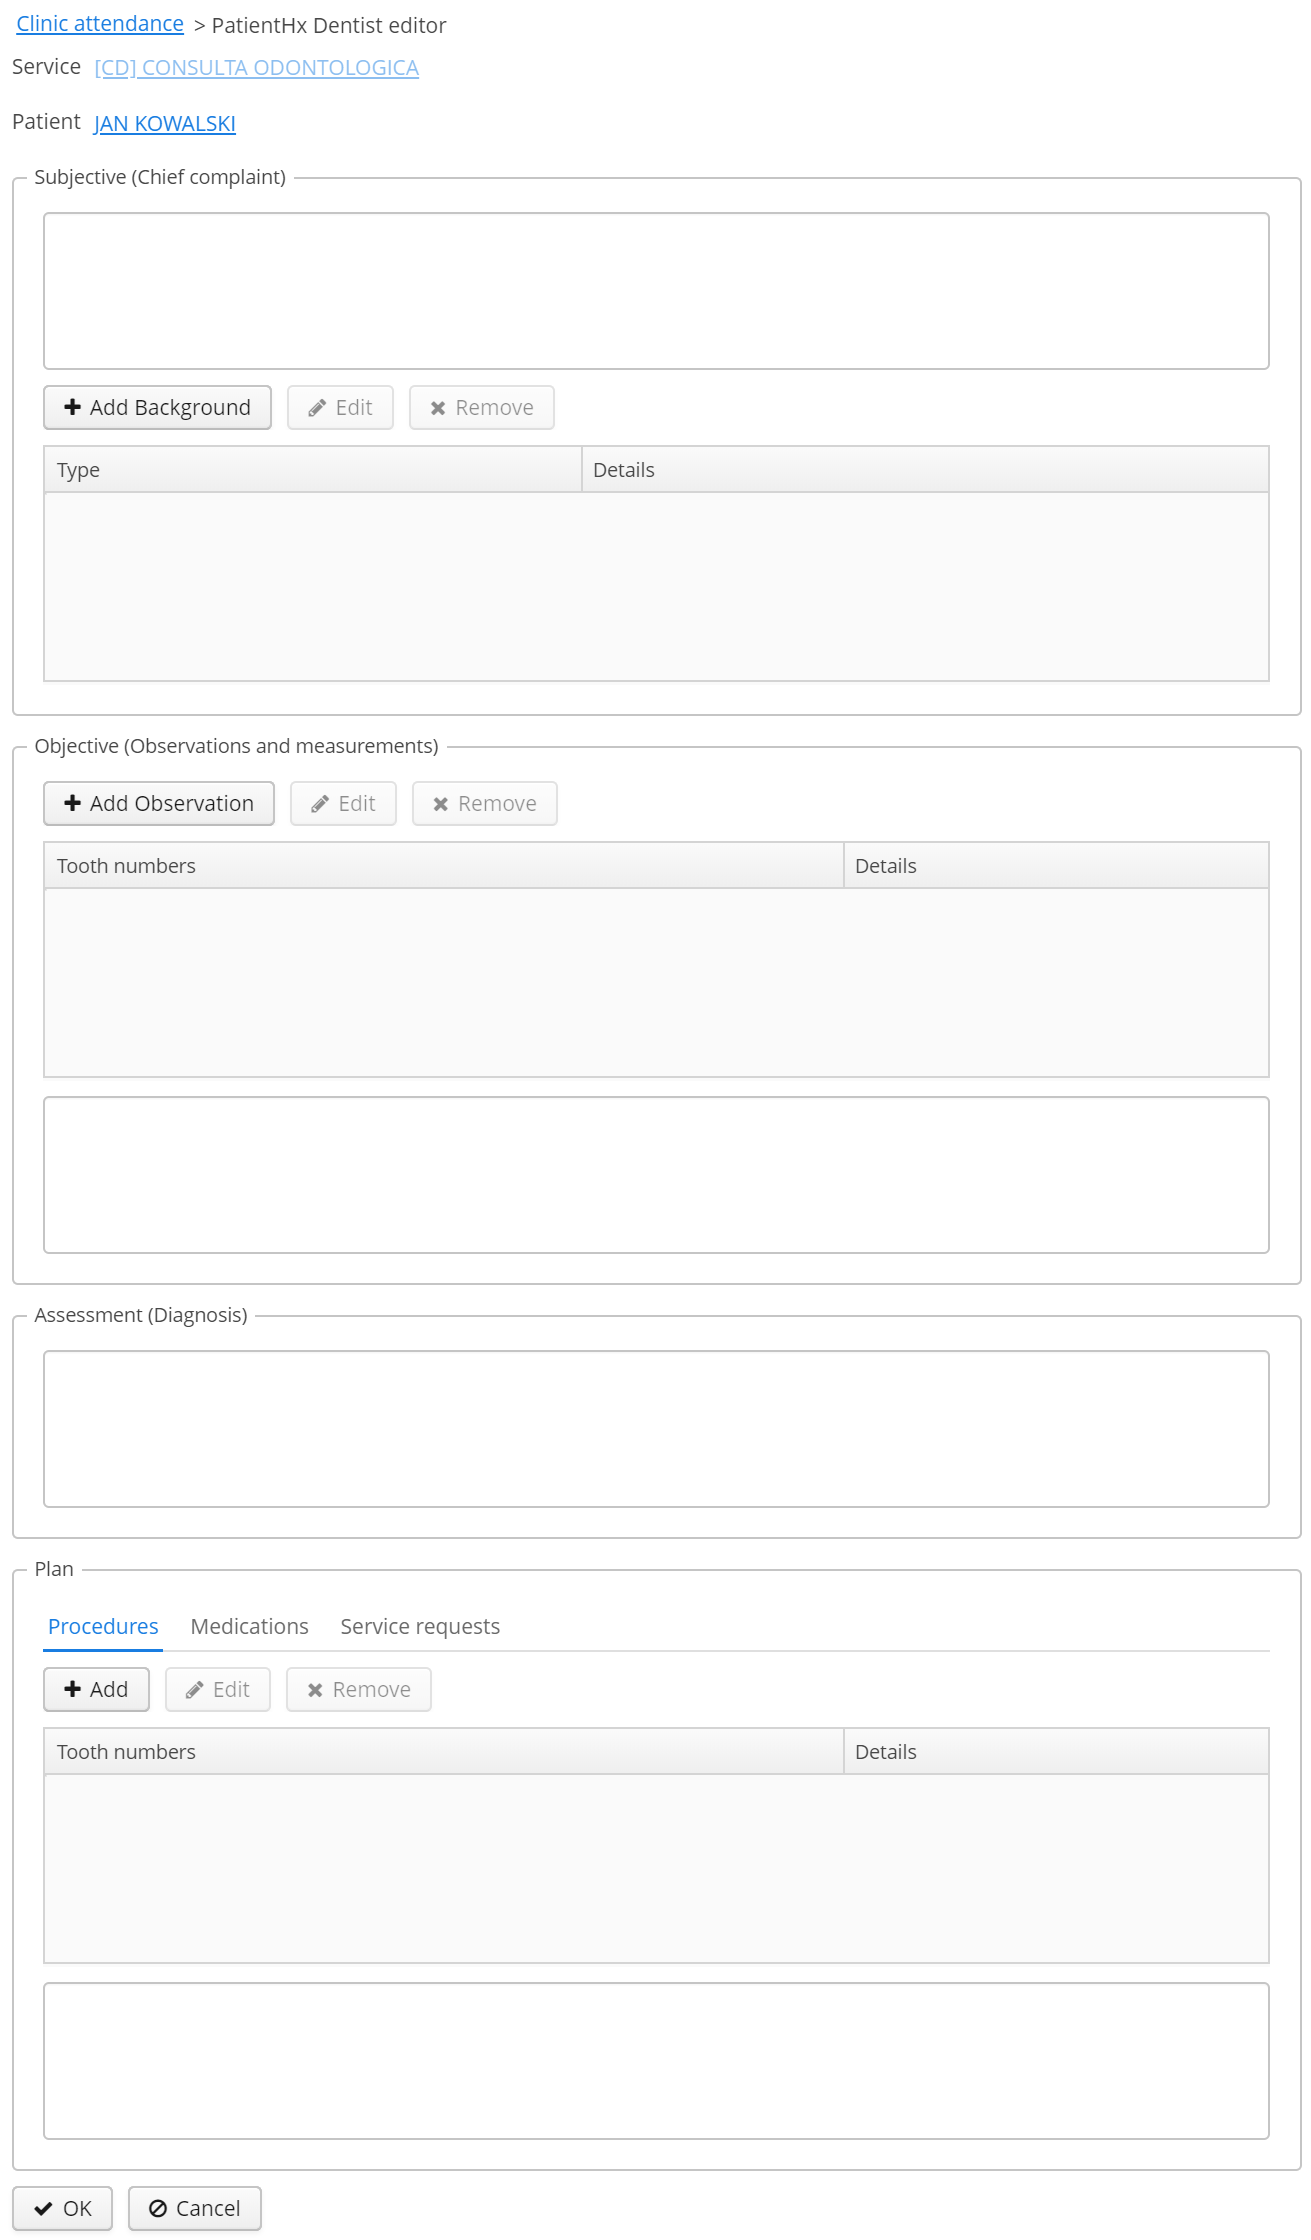 Clinic attendance > PatientHx Dentist editor
Service [CD] CONSULTA ODONTOLOGICA
Patient JAN KOWALSKI
Subjective (Chief complaint)
Add Background Edit Remove
Type Details
Objective (Observations and measurements)
Add Observation Edit Remove
Tooth numbers Details
Assessment (Diagnosis)
Plan
Procedures Medications Service requests
Add Edit Remove
Tooth numbers Details
OK Cancel